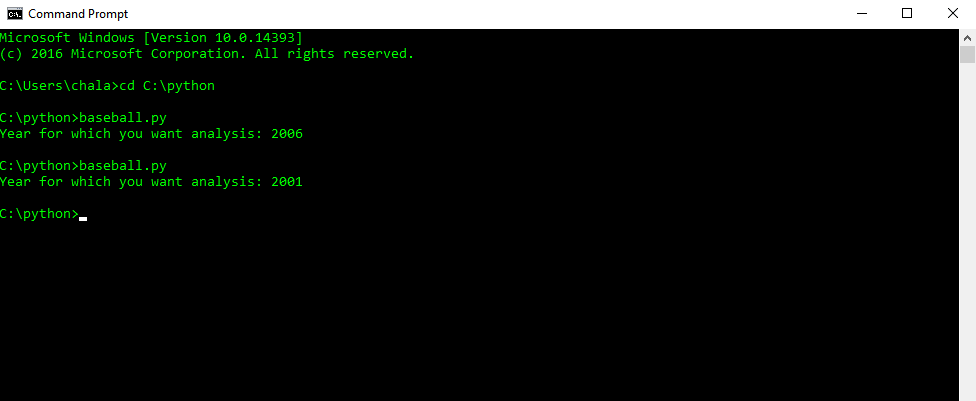 Command Prompt
Microsoft Windows [Version 10.0.14393]
(c) 2016 Microsoft Corporation. All rights reserved.
C:\Users\chala>cd C:\python
C:\python>baseball.py
Year for which you want analysis: 2006
C:\python>baseball.py
Year for which you want analysis: 2001
C:\python>